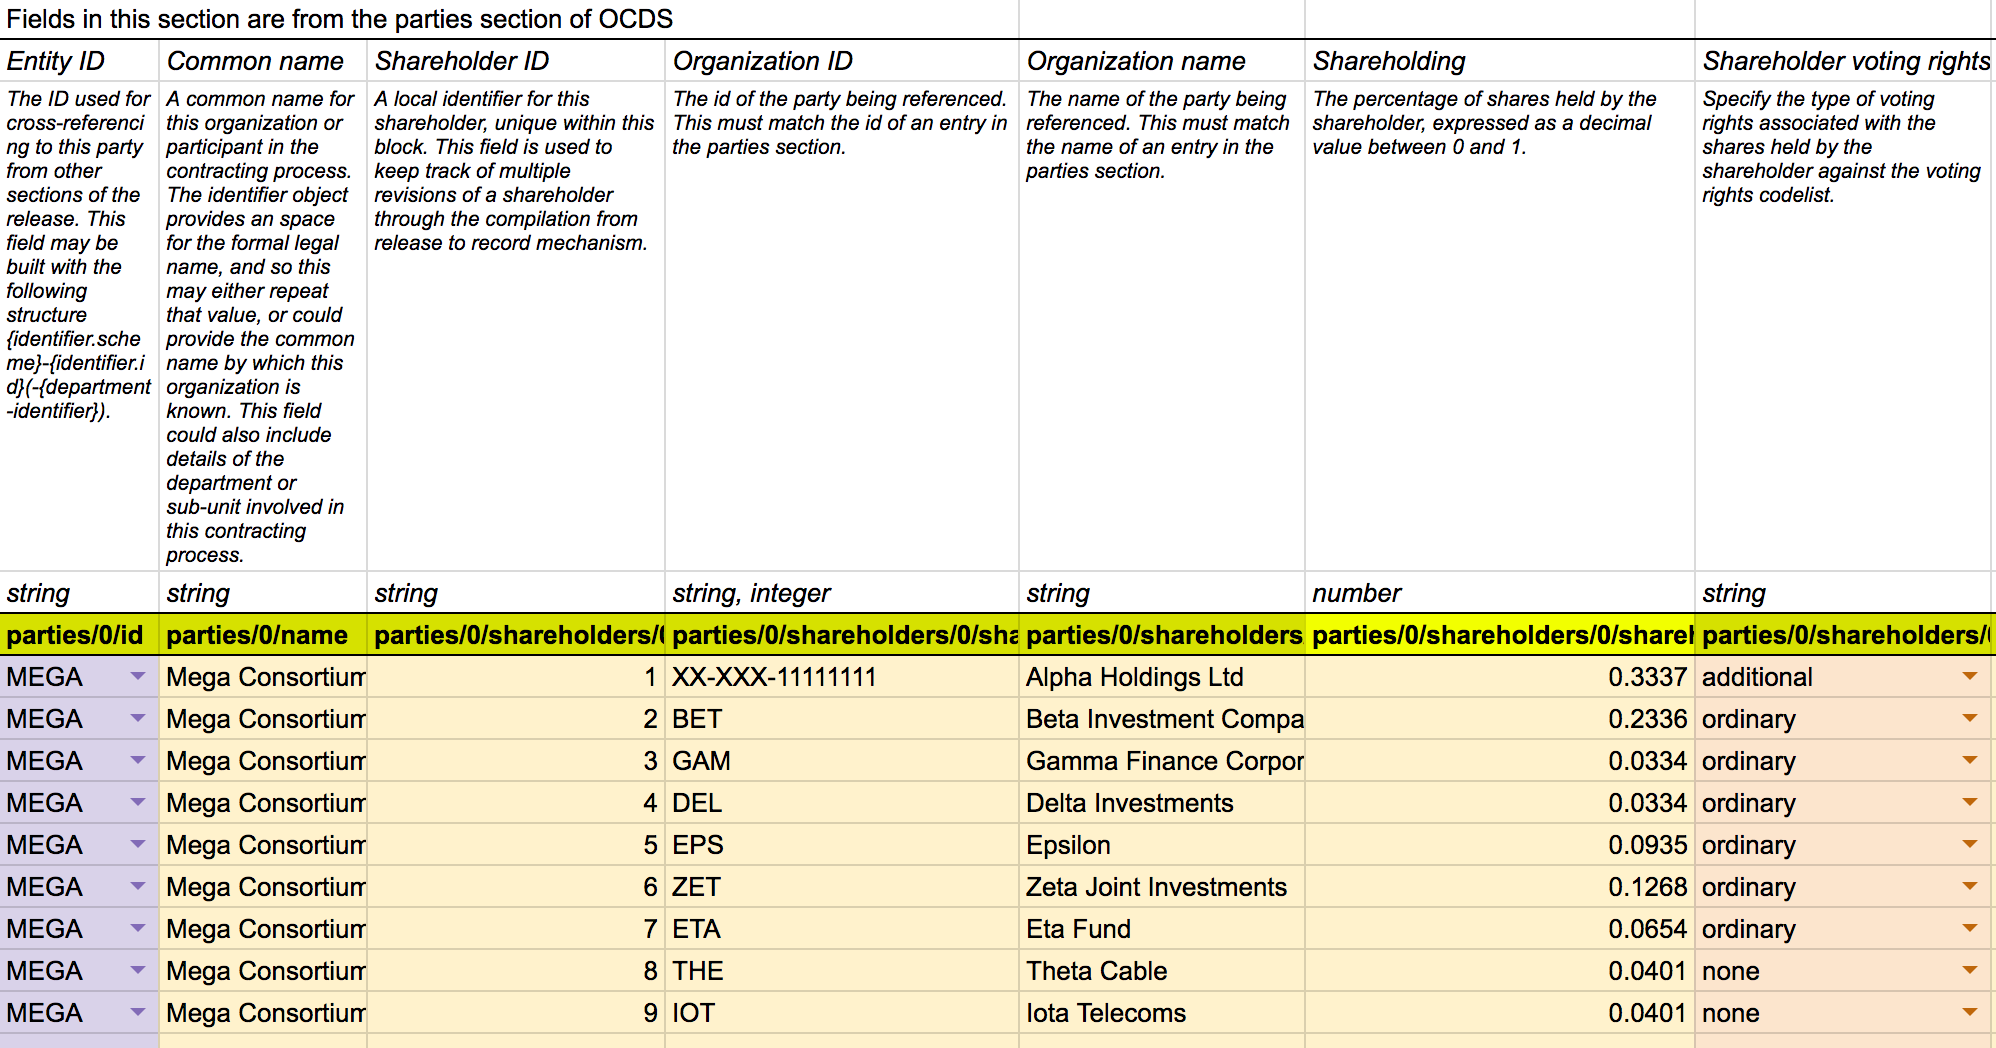 Fields in this section are from the parties section of OCDS
Entity ID
Common name
Shareholder ID
Organization ID
Organization name
Shareholding
Shareholder voting rights
The ID used for
cross-referenci
ng to this party
from other
sections of the
release. This
field may be
built with the
following
structure
{identifier.sche
me}-{identifier.i
d}(-{department
-identifier}).
A common name for
this organization or
participant in the
contracting process.
The identifier object
provides an space
for the formal legal
name, and so this
may either repeat
that value, or could
provide the common
name by which this
organization is
known. This field
could also include
details of the
department or
sub-unit involved in
this contracting
process.
A local identifier for this
shareholder, unique within this
block. This field is used to
keep track of multiple
revisions of a shareholder
through the compilation from
release to record mechanism.
The id of the party being referenced.
This must match the id of an entry in
the parties section.
The name of the party being
referenced. This must match
the name of an entry in the
parties section.
The percentage of shares held by the
shareholder, expressed as a decimal
value between 0 and 1.
Specify the type of voting
rights associated with the
shares held by the
shareholder against the voting
rights codelist.
string
string
string
string, integer
string
number
string
parties/0/id
parties/0/name
parties/0/shareholders/0
parties/0/shareholders/0/sha
parties/0/shareholders
parties/0/shareholders/0/shareh
parties/0/shareholders/0
MEGA Mega Consortium 1 XX-XXX-11111111 Alpha Holdings Ltd 0.3337 additional
MEGA Mega Consortium 2 BET Beta Investment Compa 0.2336 ordinary
MEGA Mega Consortium 3 GAM Gamma Finance Corpor 0.0334 ordinary
MEGA Mega Consortium 4 DEL Delta Investments 0.0334 ordinary
MEGA Mega Consortium 5 EPS Epsilon 0.0935 ordinary
MEGA Mega Consortium 6 ZET Zeta Joint Investments 0.1268 ordinary
MEGA Mega Consortium 7 ETA Eta Fund 0.0654 ordinary
MEGA Mega Consortium 8 THE Theta Cable 0.0401 none
MEGA Mega Consortium 9 IOT Iota Telecoms 0.0401 none